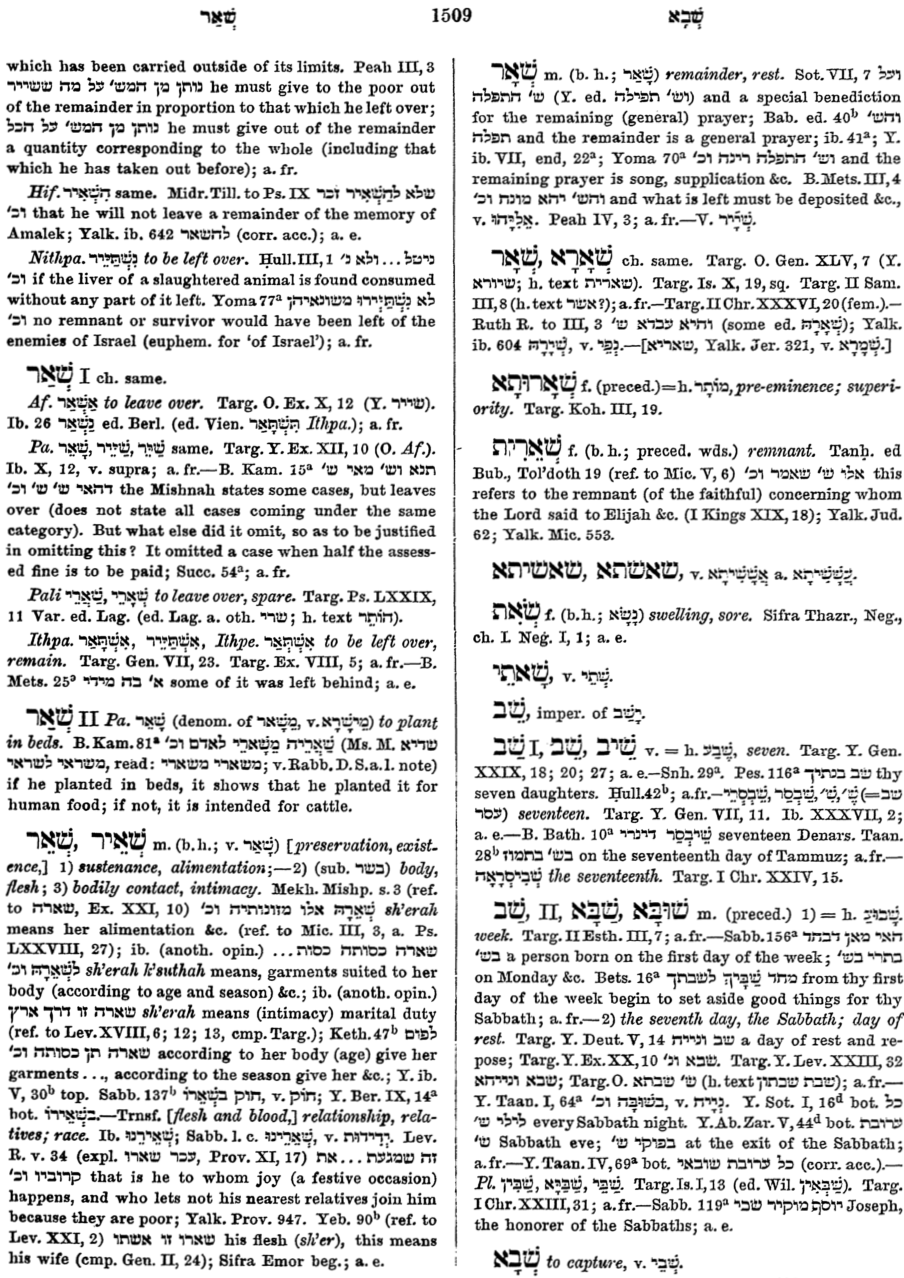 שְׁאַר
1509
שְׁבָא
which has been carried outside of its limits. Peah III, 3
נותן מן המש׳ על מה ששייר he must give to the poor out
of the remainder in proportion to that which he left over;
נותן מן המש׳ על הכל he must give out of the remainder
a quantity corresponding to the whole (including that
which he has taken out before); a. fr.
Hif. הִשְׁאִיר same. Midr. Till. to Ps. IX שלא לְהַשְׁאִיר זכר
וכ׳ that he will not leave a remainder of the memory of
Amalek; Yalk. ib. 642 להשאר (corr. acc.); a. e.
Nithpa. נִשְׁתַּיֵּיר to be left over. Ḥull. III, 1 ניטל... ולא נ׳
וכ׳ if the liver of a slaughtered animal is found consumed
without any part of it left. Yoma 77ᵃ לא נִשְׁתַּיְּירוּ משונאיהן
וכ׳ no remnant or survivor would have been left of the
enemies of Israel (euphem. for ‘of Israel’); a. fr.
שְׁאַר I ch. same.
Af. אַשְׁאַר to leave over. Targ. O. Ex. X, 12 (Y. שייר).
Ib. 26 נַשְׁאַר ed. Berl. (ed. Vien. תִּשְׁתָּאַר Ithpa.); a. fr.
Pa. שָׁאַר, שַׁיֵּיר, שַׁיֵּר same. Targ. Y. Ex. XII, 10 (O. Af.).
Ib. X, 12, v. supra; a. fr.—B. Kam. 15ᵃ תנא וש׳ מאי ש׳
דהאי ש׳ ש׳ וכ׳ the Mishnah states some cases, but leaves
over (does not state all cases coming under the same
category). But what else did it omit, so as to be justified
in omitting this? It omitted a case when half the assess-
ed fine is to be paid; Succ. 54ᵃ; a. fr.
Pali שָׁאֲרֵי, שַׁאֲרֵי to leave over, spare. Targ. Ps. LXXIX,
11 Var. ed. Lag. (ed. Lag. a. oth. שרי; h. text הוֹתֵר).
Ithpa. אִשְׁתָּאַר, אִשְׁתַּיֵּיר, Ithpe. אִשְׁתְּאַר to be left over,
remain. Targ. Gen. VII, 23. Targ. Ex. VIII, 5; a. fr.—B.
Mets. 25ᵃ א׳ בה מידי some of it was left behind; a. e.
שְׁאַר II Pa. שָׁאֵר (denom. of מֵשָׁאר, v. מֵישָׁרָא) to plant
in beds. B. Kam. 81ᵃ שָׁאֲרֵיהּ מֵשָׁארֵי לאדם וכ׳ (Ms. M. שדיא
משראי לשראי, read: משארי משארי; v. Rabb. D. S. a. l. note)
if he planted in beds, it shows that he planted it for
human food; if not, it is intended for cattle.
שְׁאֵר, שְׁאֵיר m. (b. h.; v. שָׁאַר) [preservation, exist-
ence,] 1) sustenance, alimentation;—2) (sub. בשר) body,
flesh; 3) bodily contact, intimacy. Mekh. Mishp. s. 3 (ref.
to שארה, Ex. XXI, 10) שְׁאֵרָהּ אלו מזונותיה וכ׳ sh'erah
means her alimentation &c. (ref. to Mic. III, 3, a. Ps.
LXXVIII, 27); ib. (anoth. opin.) שארה כסותה כסות...
לִשְׁאֵרָהּ וכ׳ sh'erah k'suthah means, garments suited to her
body (according to age and season) &c.; ib. (anoth. opin.)
שארה זו דרך ארץ sh'erah means (intimacy) marital duty
(ref. to Lev. XVIII, 6; 12; 13, cmp. Targ.); Keth. 47ᵇ לפום
שארה תן כסותה וכ׳ according to her body (age) give her
garments ..., according to the season give her &c.; Y. ib.
V, 30ᵇ top. Sabb. 137ᵇ חוק בִּשְׁאֵרוֹ, v. חוֹק; Y. Ber. IX, 14ᵃ
bot. בִּשְׁאֵירוֹ.—Trnsf. [flesh and blood,] relationship, rela-
tives; race. Ib. שְׁאֵירֵנוּ; Sabb. l. c. שְׁאֵרֵינוּ, v. יְדִידוּת. Lev.
R. v. 34 (expl. עכר שארו, Prov. XI, 17) זה שמגעת... את
קרוביו וכ׳ that is he to whom joy (a festive occasion)
happens, and who lets not his nearest relatives join him
because they are poor; Yalk. Prov. 947. Yeb. 90ᵇ (ref. to
Lev. XXI, 2) שארו זו אשתו his flesh (sh'er), this means
his wife (cmp. Gen. II, 24); Sifra Emor beg.; a. e.
שְׁאָר m. (b. h.; שָׁאַר) remainder, rest. Sot. VII, 7 ועל
ש׳ התפלה (Y. ed. וש׳ תפילה) and a special benediction
for the remaining (general) prayer; Bab. ed. 40ᵇ והש׳
תפלה and the remainder is a general prayer; ib. 41ᵃ; Y.
ib. VII, end, 22ᵃ; Yoma 70ᵃ וש׳ התפלה רינה וכ׳ and the
remaining prayer is song, supplication &c. B. Mets. III, 4
והש׳ יהא מונח וכ׳ and what is left must be deposited &c.,
v. אֵלִיָּהוּ. Peah IV, 3; a. fr.—V. שְׁיָר.
שְׁאָר, שְׁאָרָא ch. same. Targ. O. Gen. XLV, 7 (Y.
שיורא; h. text שארית). Targ. Is. X, 19, sq. Targ. II Sam.
III, 8 (h. text אשר?); a. fr.—Targ. II Chr. XXXVI, 20 (fem.).—
Ruth R. to III, 3 והיא עבדא ש׳ (some ed. שְׁאָרָהּ); Yalk.
ib. 604 שְׁיָרָהּ, v. נְפֵי.—[שאריא, Yalk. Jer. 321, v. שְׁמָרָא.]
שְׁאָרוּתָא f. (preced.)=h. מוֹתָר, pre-eminence; superi-
ority. Targ. Koh. III, 19.
שְׁאֵרִית f. (b. h.; preced. wds.) remnant. Tanḥ. ed
Bub., Tol'doth 19 (ref. to Mic. V, 6) אלו ש׳ שאמר וכ׳ this
refers to the remnant (of the faithful) concerning whom
the Lord said to Elijah &c. (I Kings XIX, 18); Yalk. Jud.
62; Yalk. Mic. 553.
שאשתא, שאשיתא, v. אֲשָׁשִׁיתָא a. עֲשָׁשִׁיתָא.
שְׂאֵת f. (b. h.; נָשָׂא) swelling, sore. Sifra Thazr., Neg.,
ch. I. Neg. I, 1; a. e.
שָׁאתֵי, v. שְׁתֵי.
שֵׁב, imper. of יָשַׁב.
שַׁב I, שֵׁב, שֵׁיב v. = h. שֶׁבַע, seven. Targ. Y. Gen.
XXIX, 18; 20; 27; a. e.—Snh. 29ᵃ. Pes. 116ᵃ שב בנתיך thy
seven daughters. Ḥull. 42ᵇ; a. fr.—שֵׁבְסְרֵי, שֵׁבְסַר, שֵׁ׳, שַׁ׳ (=שב
עסר) seventeen. Targ. Y. Gen. VII, 11. Ib. XXXVII, 2;
a. e.—B. Bath. 10ᵃ שֵׁיבְסַר דינרי seventeen Denars. Taan.
28ᵇ בש׳ בתמוז on the seventeenth day of Tammuz; a. fr.—
שְׁבִיסְרָאָה the seventeenth. Targ. I Chr. XXIV, 15.
שַׁב II, שַׁבָּא, שׁוּבָּא m. (preced.) 1) = h. שָׁבוּעַ,
week. Targ. II Esth. III, 7; a. fr.—Sabb. 156ᵃ האי מאן דבחד
בש׳ a person born on the first day of the week; בתרי בש׳
on Monday &c. Bets. 16ᵃ מחד שַׁבֵּיךְ לשבתך from thy first
day of the week begin to set aside good things for thy
Sabbath; a. fr.—2) the seventh day, the Sabbath; day of
rest. Targ. Y. Deut. V, 14 שב ונייח a day of rest and re-
pose; Targ. Y. Ex. XX, 10 שבא ונ׳. Targ. Y. Lev. XXIII, 32
שבא ונייחא; Targ. O. ש׳ שבתא (h. text שבת שבתון); a. fr.—
Y. Taan. I, 64ᵃ בשׁוּבָּה וכ׳, v. נְיָיח. Y. Sot. I, 16ᵈ bot. כל
לילי ש׳ every Sabbath night. Y. Ab. Zar. V, 44ᵈ bot. ערובת
ש׳ Sabbath eve; בפוקי ש׳ at the exit of the Sabbath;
a. fr.—Y. Taan. IV, 69ᵃ bot. כל ערובת שובאי (corr. acc.).—
Pl. שַׁבֵּי, שַׁבַּיָּא, שַׁבִּין. Targ. Is. I, 13 (ed. Wil. שַׁבְּאִין). Targ.
I Chr. XXIII, 31; a. fr.—Sabb. 119ᵃ יוסף מוקיר שבי Joseph,
the honorer of the Sabbaths; a. e.
שְׁבָא to capture, v. שְׁבֵי.